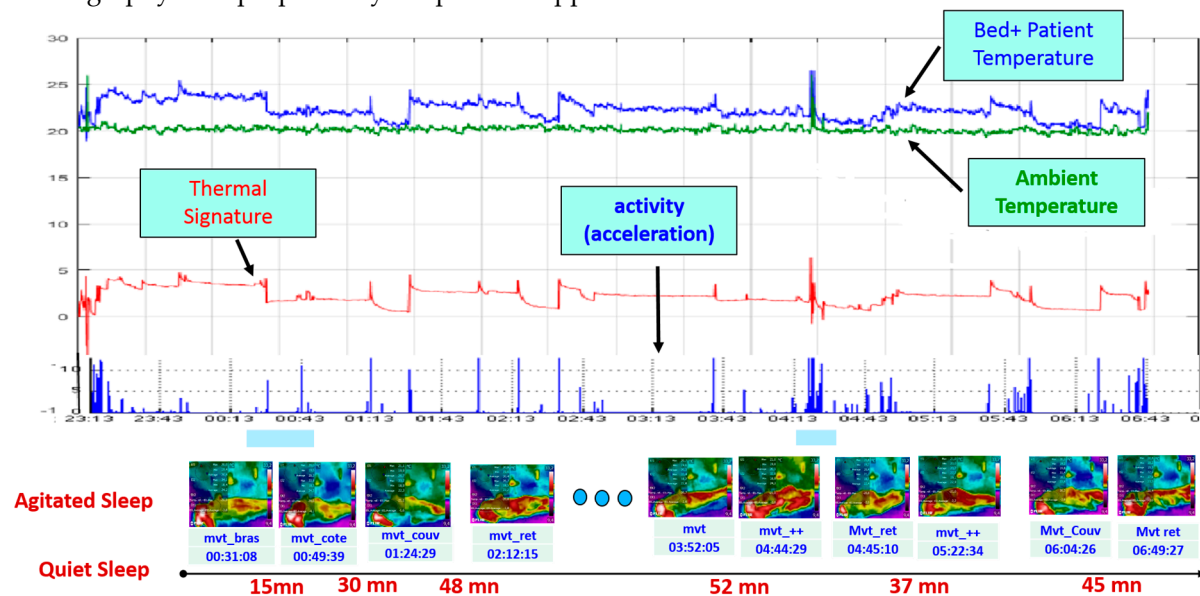 30
25
20
15
10
5
0
Bed+ Patient
Temperature
Ambient
Temperature
Thermal
Signature
activity
(acceleration)
10
5
-1
23:13 00:13 00:43 01:13 01:43 02:13 02:43 03:13 03:43 04:13 04:43 05:13 05:43 06:13 06:43
Agitated Sleep
mvt_bras
00:31:08
mvt_cote
00:49:39
mvt_couv
01:24:29
mvt_ret
02:12:15
mvt
03:52:05
mvt_++
04:44:29
Mvt_ret
04:45:10
mvt_++
05:22:34
Mvt_Couv
06:04:26
Mvt ret
06:49:27
Quiet Sleep
15mn 30 mn 48 mn 52 mn 37 mn 45 mn